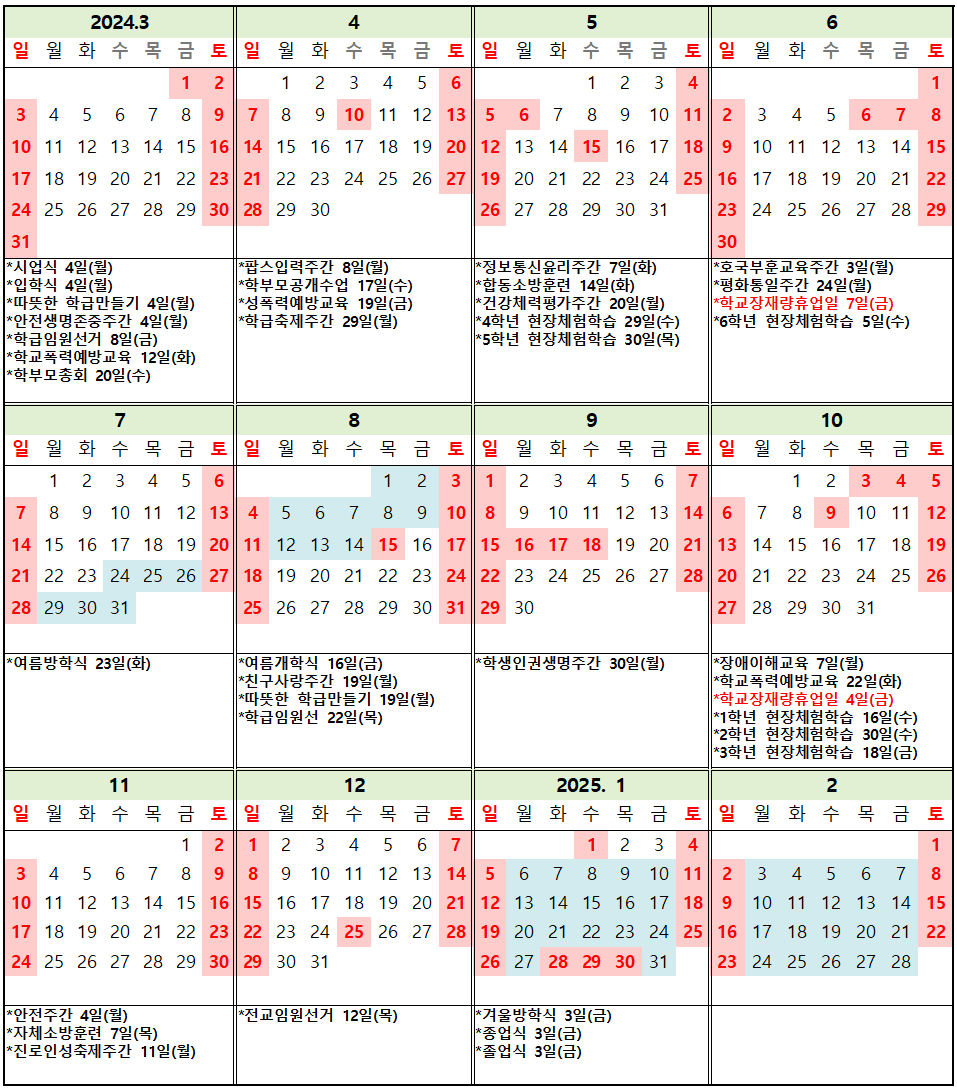 2024.3 4 5 6
일 월 화 수 목 금 토 일 월 화 수 목 금 토 일 월 화 수 목 금 토 일 월 화 수 목 금 토
1 2 1 2 3 4 5 6 1 2 3 4 1
3 4 5 6 7 8 9 7 8 9 10 11 12 13 5 6 7 8 9 10 11 2 3 4 5 6 7 8
10 11 12 13 14 15 16 14 15 16 17 18 19 20 12 13 14 15 16 17 18 9 10 11 12 13 14 15
17 18 19 20 21 22 23 21 22 23 24 25 26 27 19 20 21 22 23 24 25 16 17 18 19 20 21 22
24 25 26 27 28 29 30 28 29 30 26 27 28 29 30 31 23 24 25 26 27 28 29
31 30
*시업식 4일(월)
*입학식 4일(월)
*따뜻한 학급만들기 4일(월)
*안전생명존중주간 4일(월)
*학급임원선거 8일(금)
*학교폭력예방교육 12일(화)
*학부모총회 20일(수)
*팝스입력주간 8일(월)
*학부모공개수업 17일(수)
*성폭력예방교육 19일(금)
*학급축제주간 29일(월)
*정보통신윤리주간 7일(화)
*합동소방훈련 14일(화)
*건강체력평가주간 20일(월)
*4학년 현장체험학습 29일(수)
*5학년 현장체험학습 30일(목)
*호국부훈교육주간 3일(월)
*평화통일주간 24일(월)
*학교장재량휴업일 7일(금)
*6학년 현장체험학습 5일(수)
7 8 9 10
일 월 화 수 목 금 토 일 월 화 수 목 금 토 일 월 화 수 목 금 토 일 월 화 수 목 금 토
1 2 3 4 5 6 1 2 3 1 2 3 4 5 6 7 1 2 3 4 5
7 8 9 10 11 12 13 4 5 6 7 8 9 10 8 9 10 11 12 13 14 6 7 8 9 10 11 12
14 15 16 17 18 19 20 11 12 13 14 15 16 17 15 16 17 18 19 20 21 13 14 15 16 17 18 19
21 22 23 24 25 26 27 18 19 20 21 22 23 24 22 23 24 25 26 27 28 20 21 22 23 24 25 26
28 29 30 31 25 26 27 28 29 30 31 29 30 27 28 29 30 31
*여름방학식 23일(화)
*여름개학식 16일(금)
*친구사랑주간 19일(월)
*따뜻한 학급만들기 19일(월)
*학급임원선 22일(목)
*학생인권생명주간 30일(월)
*장애이해교육 7일(월)
*학교폭력예방교육 22일(화)
*학교장재량휴업일 4일(금)
*1학년 현장체험학습 16일(수)
*2학년 현장체험학습 30일(수)
*3학년 현장체험학습 18일(금)
11 12 2025. 1 2
일 월 화 수 목 금 토 일 월 화 수 목 금 토 일 월 화 수 목 금 토 일 월 화 수 목 금 토
1 2 1 2 3 4 5 6 7 1 2 3 4 1
3 4 5 6 7 8 9 8 9 10 11 12 13 14 5 6 7 8 9 10 11 2 3 4 5 6 7 8
10 11 12 13 14 15 16 15 16 17 18 19 20 21 12 13 14 15 16 17 18 9 10 11 12 13 14 15
17 18 19 20 21 22 23 22 23 24 25 26 27 28 19 20 21 22 23 24 25 16 17 18 19 20 21 22
24 25 26 27 28 29 30 29 30 31 26 27 28 29 30 31 23 24 25 26 27 28
*안전주간 4일(월)
*자체소방훈련 7일(목)
*진로인성축제주간 11일(월)
*전교임원선거 12일(목)
*겨울방학식 3일(금)
*종업식 3일(금)
*졸업식 3일(금)